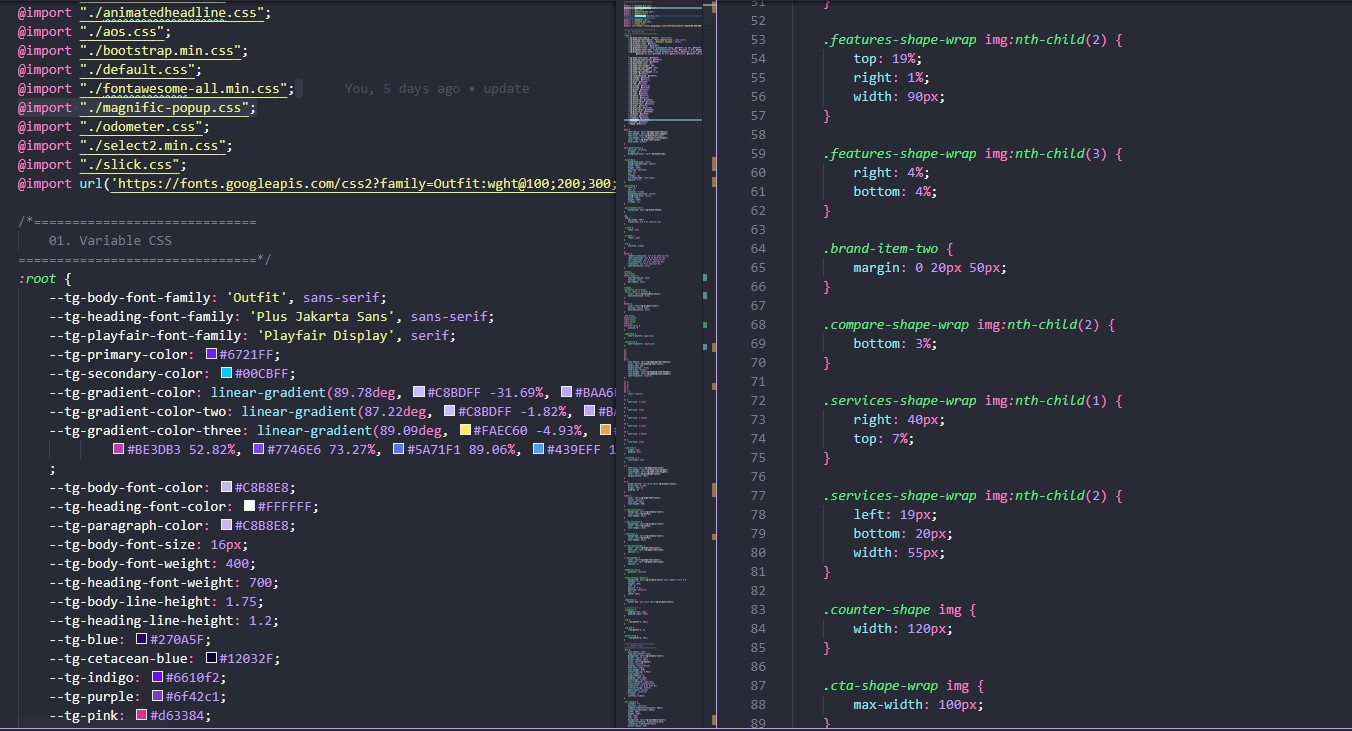 @import "./animatedheadline.css";
@import "./aos.css";
@import "./bootstrap.min.css";
@import "./default.css";
@import "./fontawesome-all.min.css"; You, 5 days ago • update
@import "./magnific-popup.css";
@import "./odometer.css";
@import "./select2.min.css";
@import "./slick.css";
@import url('https://fonts.googleapis.com/css2?family=Outfit:wght@100;200;300;
/*=============================
01. Variable CSS
===============================*/
:root {
--tg-body-font-family: 'Outfit', sans-serif;
--tg-heading-font-family: 'Plus Jakarta Sans', sans-serif;
--tg-playfair-font-family: 'Playfair Display', serif;
--tg-primary-color: #6721FF;
--tg-secondary-color: #00CBFF;
--tg-gradient-color: linear-gradient(89.78deg, #C8BDFF -31.69%, #BAA6
--tg-gradient-color-two: linear-gradient(87.22deg, #C8BDFF -1.82%, #B
--tg-gradient-color-three: linear-gradient(89.09deg, #FAEC60 -4.93%,
#BE3DB3 52.82%, #7746E6 73.27%, #5A71F1 89.06%, #439EFF 1
;
--tg-body-font-color: #C8B8E8;
--tg-heading-font-color: #FFFFFF;
--tg-paragraph-color: #C8B8E8;
--tg-body-font-size: 16px;
--tg-body-font-weight: 400;
--tg-heading-font-weight: 700;
--tg-body-line-height: 1.75;
--tg-heading-line-height: 1.2;
--tg-blue: #270A5F;
--tg-cetacean-blue: #12032F;
--tg-indigo: #6610f2;
--tg-purple: #6f42c1;
--tg-pink: #d63384;
51 }
52
53 .features-shape-wrap img:nth-child(2) {
54 top: 19%;
55 right: 1%;
56 width: 90px;
57 }
58
59 .features-shape-wrap img:nth-child(3) {
60 right: 4%;
61 bottom: 4%;
62 }
63
64 .brand-item-two {
65 margin: 0 20px 50px;
66 }
67
68 .compare-shape-wrap img:nth-child(2) {
69 bottom: 3%;
70 }
71
72 .services-shape-wrap img:nth-child(1) {
73 right: 40px;
74 top: 7%;
75 }
76
77 .services-shape-wrap img:nth-child(2) {
78 left: 19px;
79 bottom: 20px;
80 width: 55px;
81 }
82
83 .counter-shape img {
84 width: 120px;
85 }
86
87 .cta-shape-wrap img {
88 max-width: 100px;
89 }